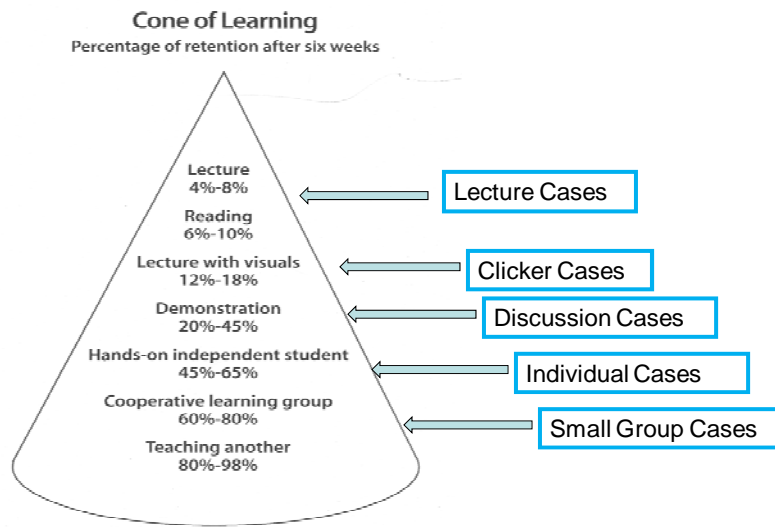 Cone of Learning
Percentage of retention after six weeks
Lecture
4%-8%
Lecture Cases
Reading
6%-10%
Lecture with visuals
12%-18%
Clicker Cases
Demonstration
20%-45%
Discussion Cases
Hands-on independent student
45%-65%
Individual Cases
Cooperative learning group
60%-80%
Small Group Cases
Teaching another
80%-98%